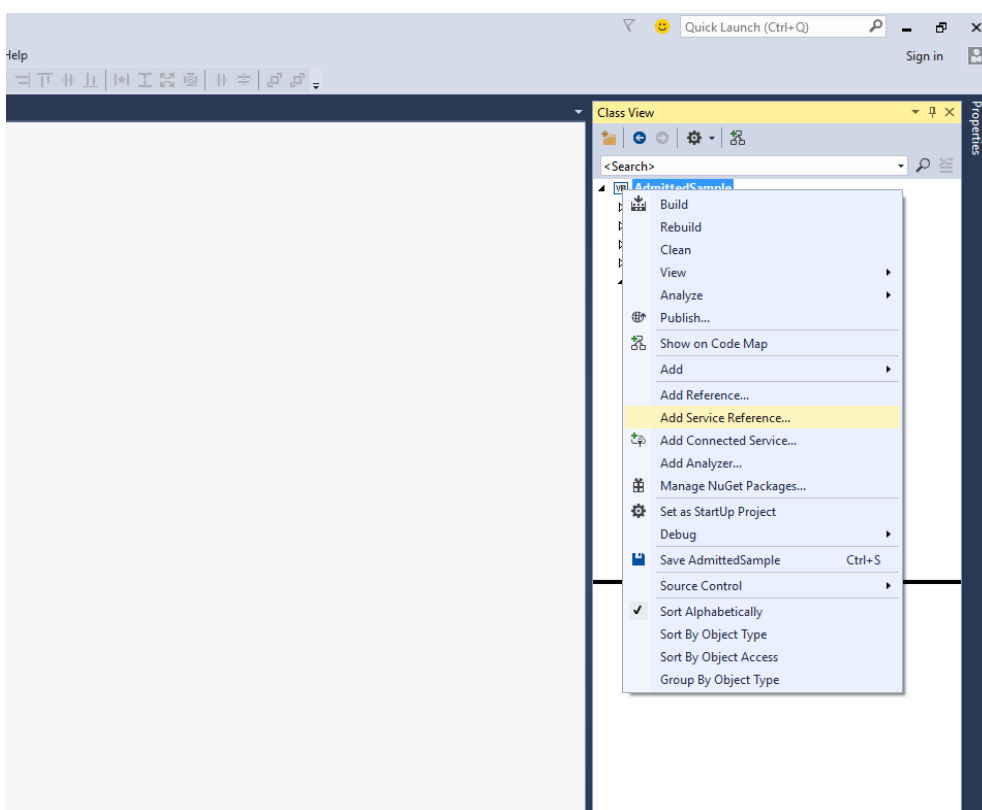 Quick Launch (Ctrl+Q)
Help
Sign in
Class View
Properties
<Search>
VB AdmittedSample
Build
Rebuild
Clean
View
Analyze
Publish...
Show on Code Map
Add
Add Reference...
Add Service Reference...
Add Connected Service...
Add Analyzer...
Manage NuGet Packages...
Set as StartUp Project
Debug
Save AdmittedSample Ctrl+S
Source Control
Sort Alphabetically
Sort By Object Type
Sort By Object Access
Group By Object Type